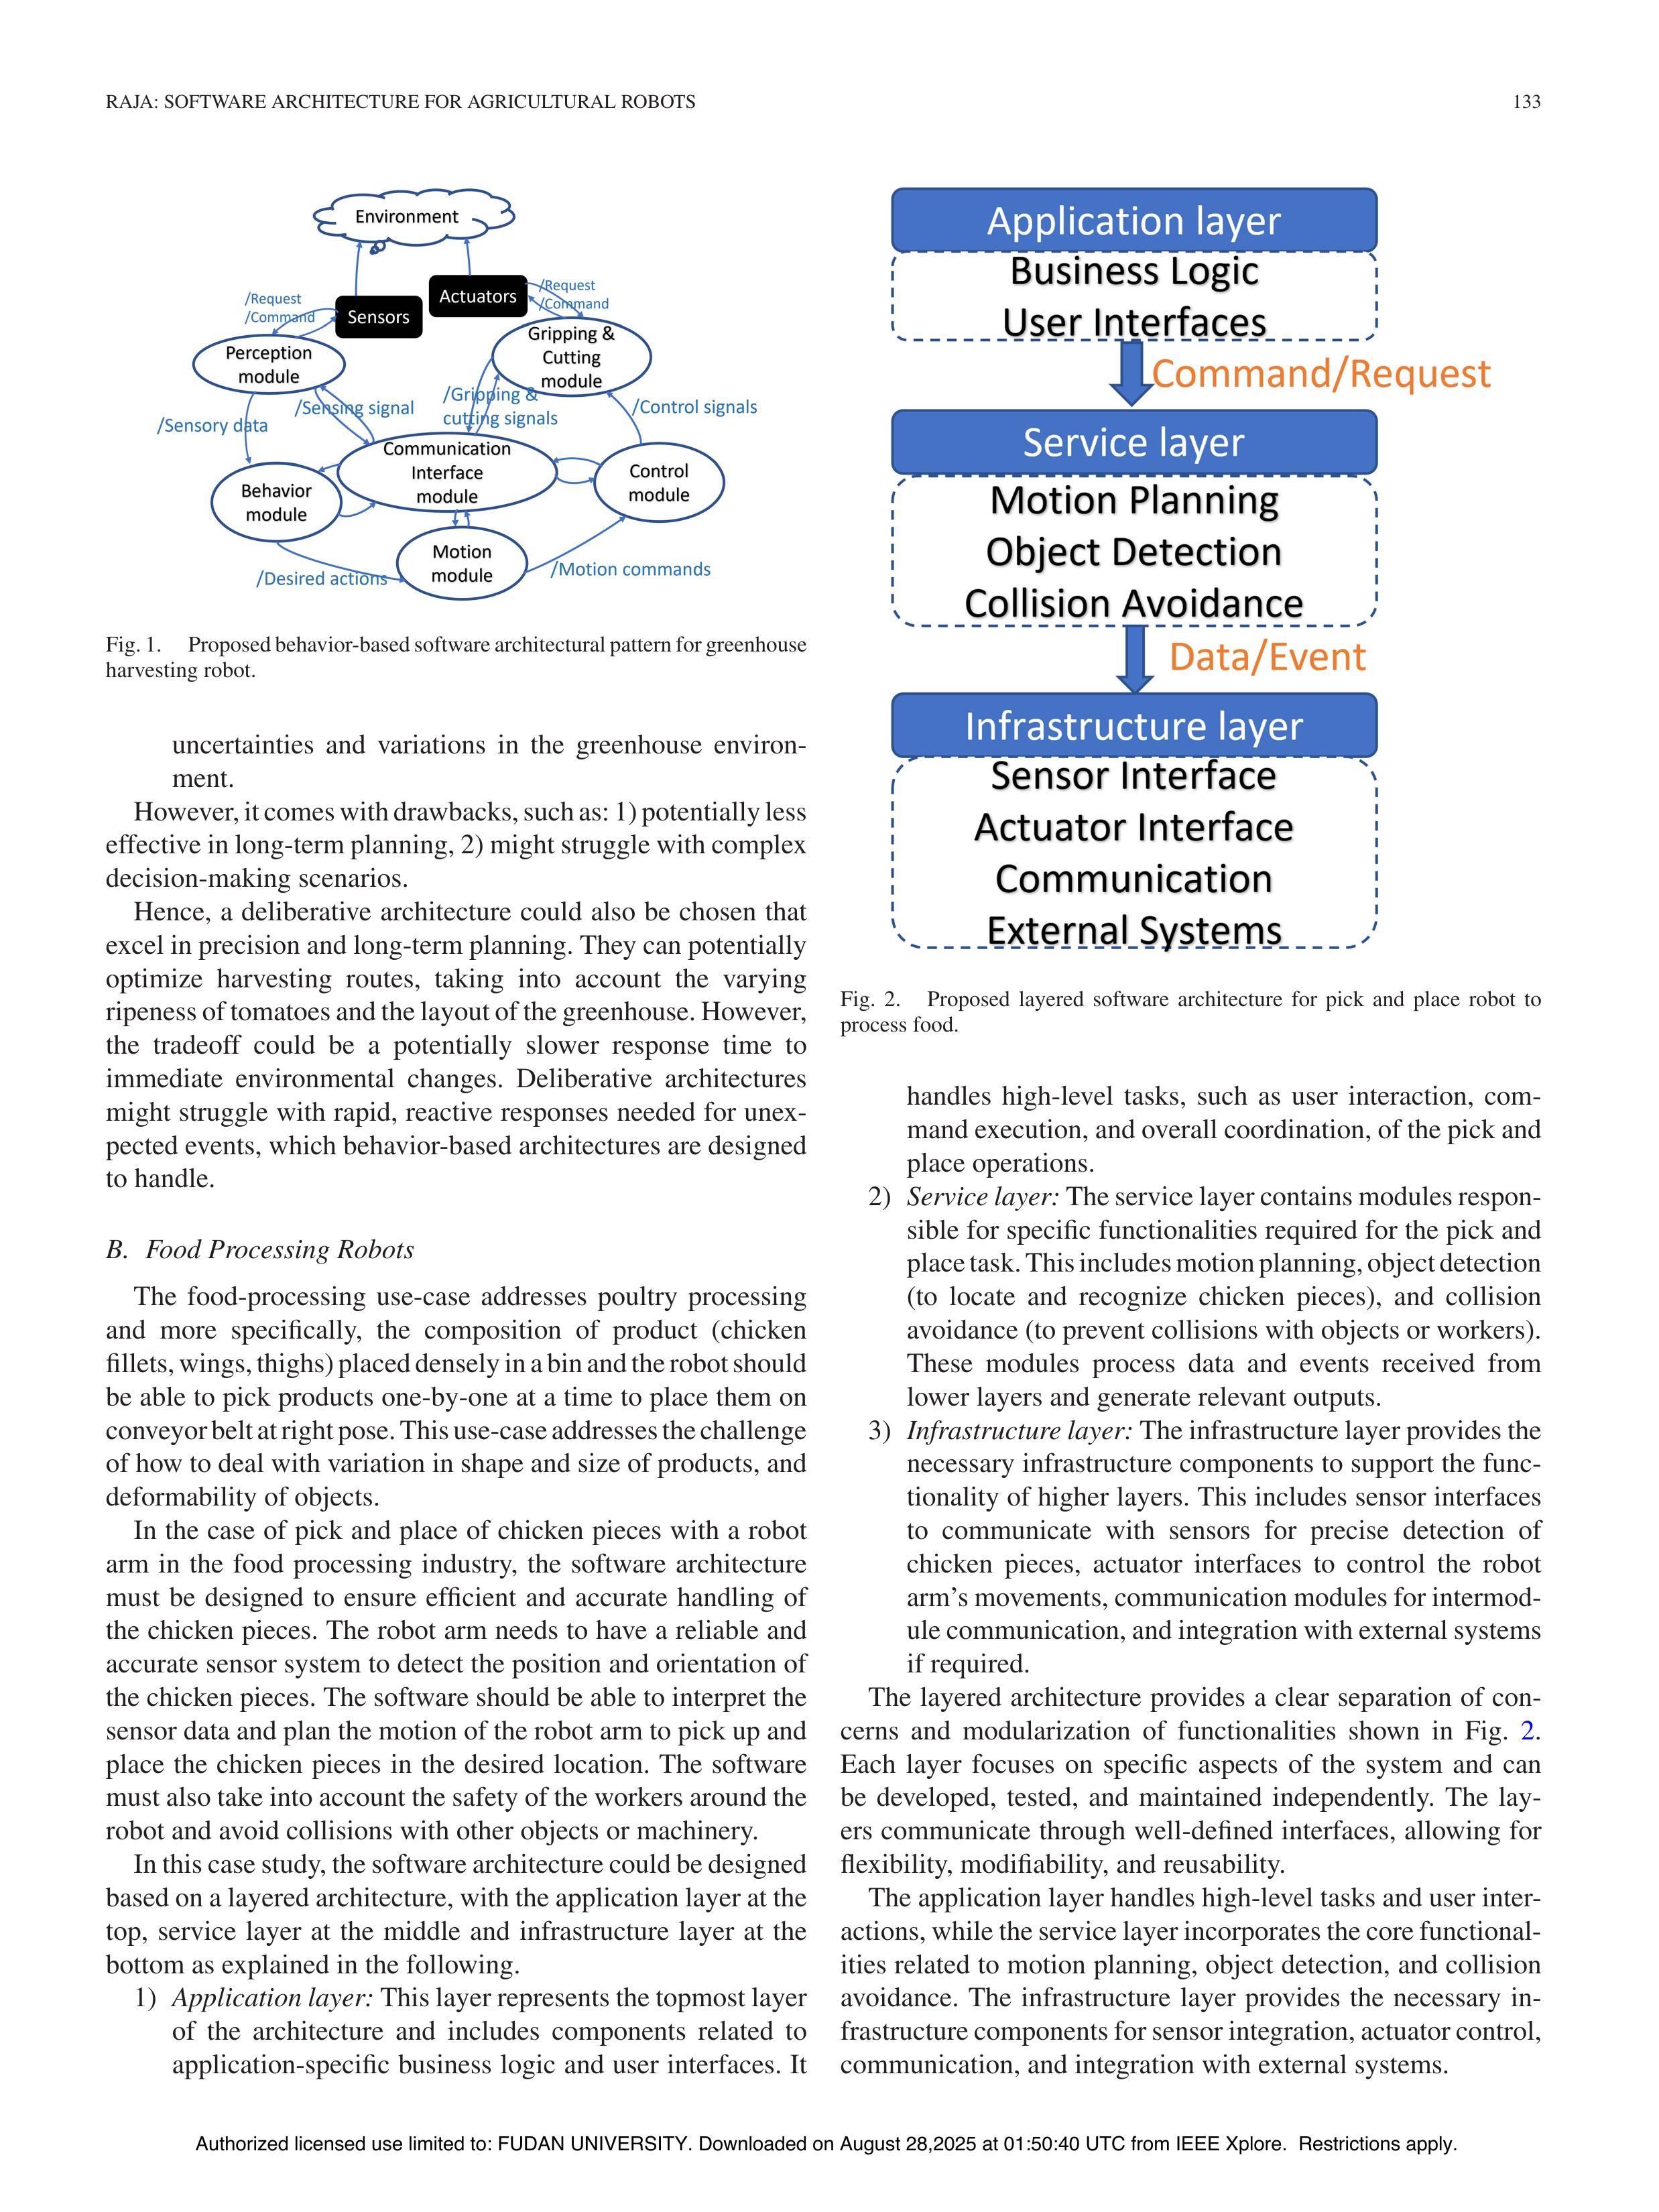 RAJA: SOFTWARE ARCHITECTURE FOR AGRICULTURAL ROBOTS
133
Environment
Sensors
Actuators
/Request
/Command
/Request
/Command
Perception
module
Gripping &
Cutting
module
/Sensing signal
/Gripping &
cutting signals
/Control signals
/Sensory data
Communication
Interface
module
Behavior
module
Control
module
Motion
module
/Desired actions
/Motion commands
Fig. 1. Proposed behavior-based software architectural pattern for greenhouse
harvesting robot.
uncertainties and variations in the greenhouse environ-
ment.
However, it comes with drawbacks, such as: 1) potentially less
effective in long-term planning, 2) might struggle with complex
decision-making scenarios.
Hence, a deliberative architecture could also be chosen that
excel in precision and long-term planning. They can potentially
optimize harvesting routes, taking into account the varying
ripeness of tomatoes and the layout of the greenhouse. However,
the tradeoff could be a potentially slower response time to
immediate environmental changes. Deliberative architectures
might struggle with rapid, reactive responses needed for unex-
pected events, which behavior-based architectures are designed
to handle.
B. Food Processing Robots
The food-processing use-case addresses poultry processing
and more specifically, the composition of product (chicken
fillets, wings, thighs) placed densely in a bin and the robot should
be able to pick products one-by-one at a time to place them on
conveyor belt at right pose. This use-case addresses the challenge
of how to deal with variation in shape and size of products, and
deformability of objects.
In the case of pick and place of chicken pieces with a robot
arm in the food processing industry, the software architecture
must be designed to ensure efficient and accurate handling of
the chicken pieces. The robot arm needs to have a reliable and
accurate sensor system to detect the position and orientation of
the chicken pieces. The software should be able to interpret the
sensor data and plan the motion of the robot arm to pick up and
place the chicken pieces in the desired location. The software
must also take into account the safety of the workers around the
robot and avoid collisions with other objects or machinery.
In this case study, the software architecture could be designed
based on a layered architecture, with the application layer at the
top, service layer at the middle and infrastructure layer at the
bottom as explained in the following.
1) Application layer: This layer represents the topmost layer
of the architecture and includes components related to
application-specific business logic and user interfaces. It
Application layer
Business Logic
User Interfaces
Command/Request
Service layer
Motion Planning
Object Detection
Collision Avoidance
Data/Event
Infrastructure layer
Sensor Interface
Actuator Interface
Communication
External Systems
Fig. 2. Proposed layered software architecture for pick and place robot to
process food.
handles high-level tasks, such as user interaction, com-
mand execution, and overall coordination, of the pick and
place operations.
2) Service layer: The service layer contains modules respon-
sible for specific functionalities required for the pick and
place task. This includes motion planning, object detection
(to locate and recognize chicken pieces), and collision
avoidance (to prevent collisions with objects or workers).
These modules process data and events received from
lower layers and generate relevant outputs.
3) Infrastructure layer: The infrastructure layer provides the
necessary infrastructure components to support the func-
tionality of higher layers. This includes sensor interfaces
to communicate with sensors for precise detection of
chicken pieces, actuator interfaces to control the robot
arm's movements, communication modules for intermod-
ule communication, and integration with external systems
if required.
The layered architecture provides a clear separation of con-
cerns and modularization of functionalities shown in Fig. 2.
Each layer focuses on specific aspects of the system and can
be developed, tested, and maintained independently. The lay-
ers communicate through well-defined interfaces, allowing for
flexibility, modifiability, and reusability.
The application layer handles high-level tasks and user inter-
actions, while the service layer incorporates the core functional-
ities related to motion planning, object detection, and collision
avoidance. The infrastructure layer provides the necessary in-
frastructure components for sensor integration, actuator control,
communication, and integration with external systems.
Authorized licensed use limited to: FUDAN UNIVERSITY. Downloaded on August 28,2025 at 01:50:40 UTC from IEEE Xplore. Restrictions apply.